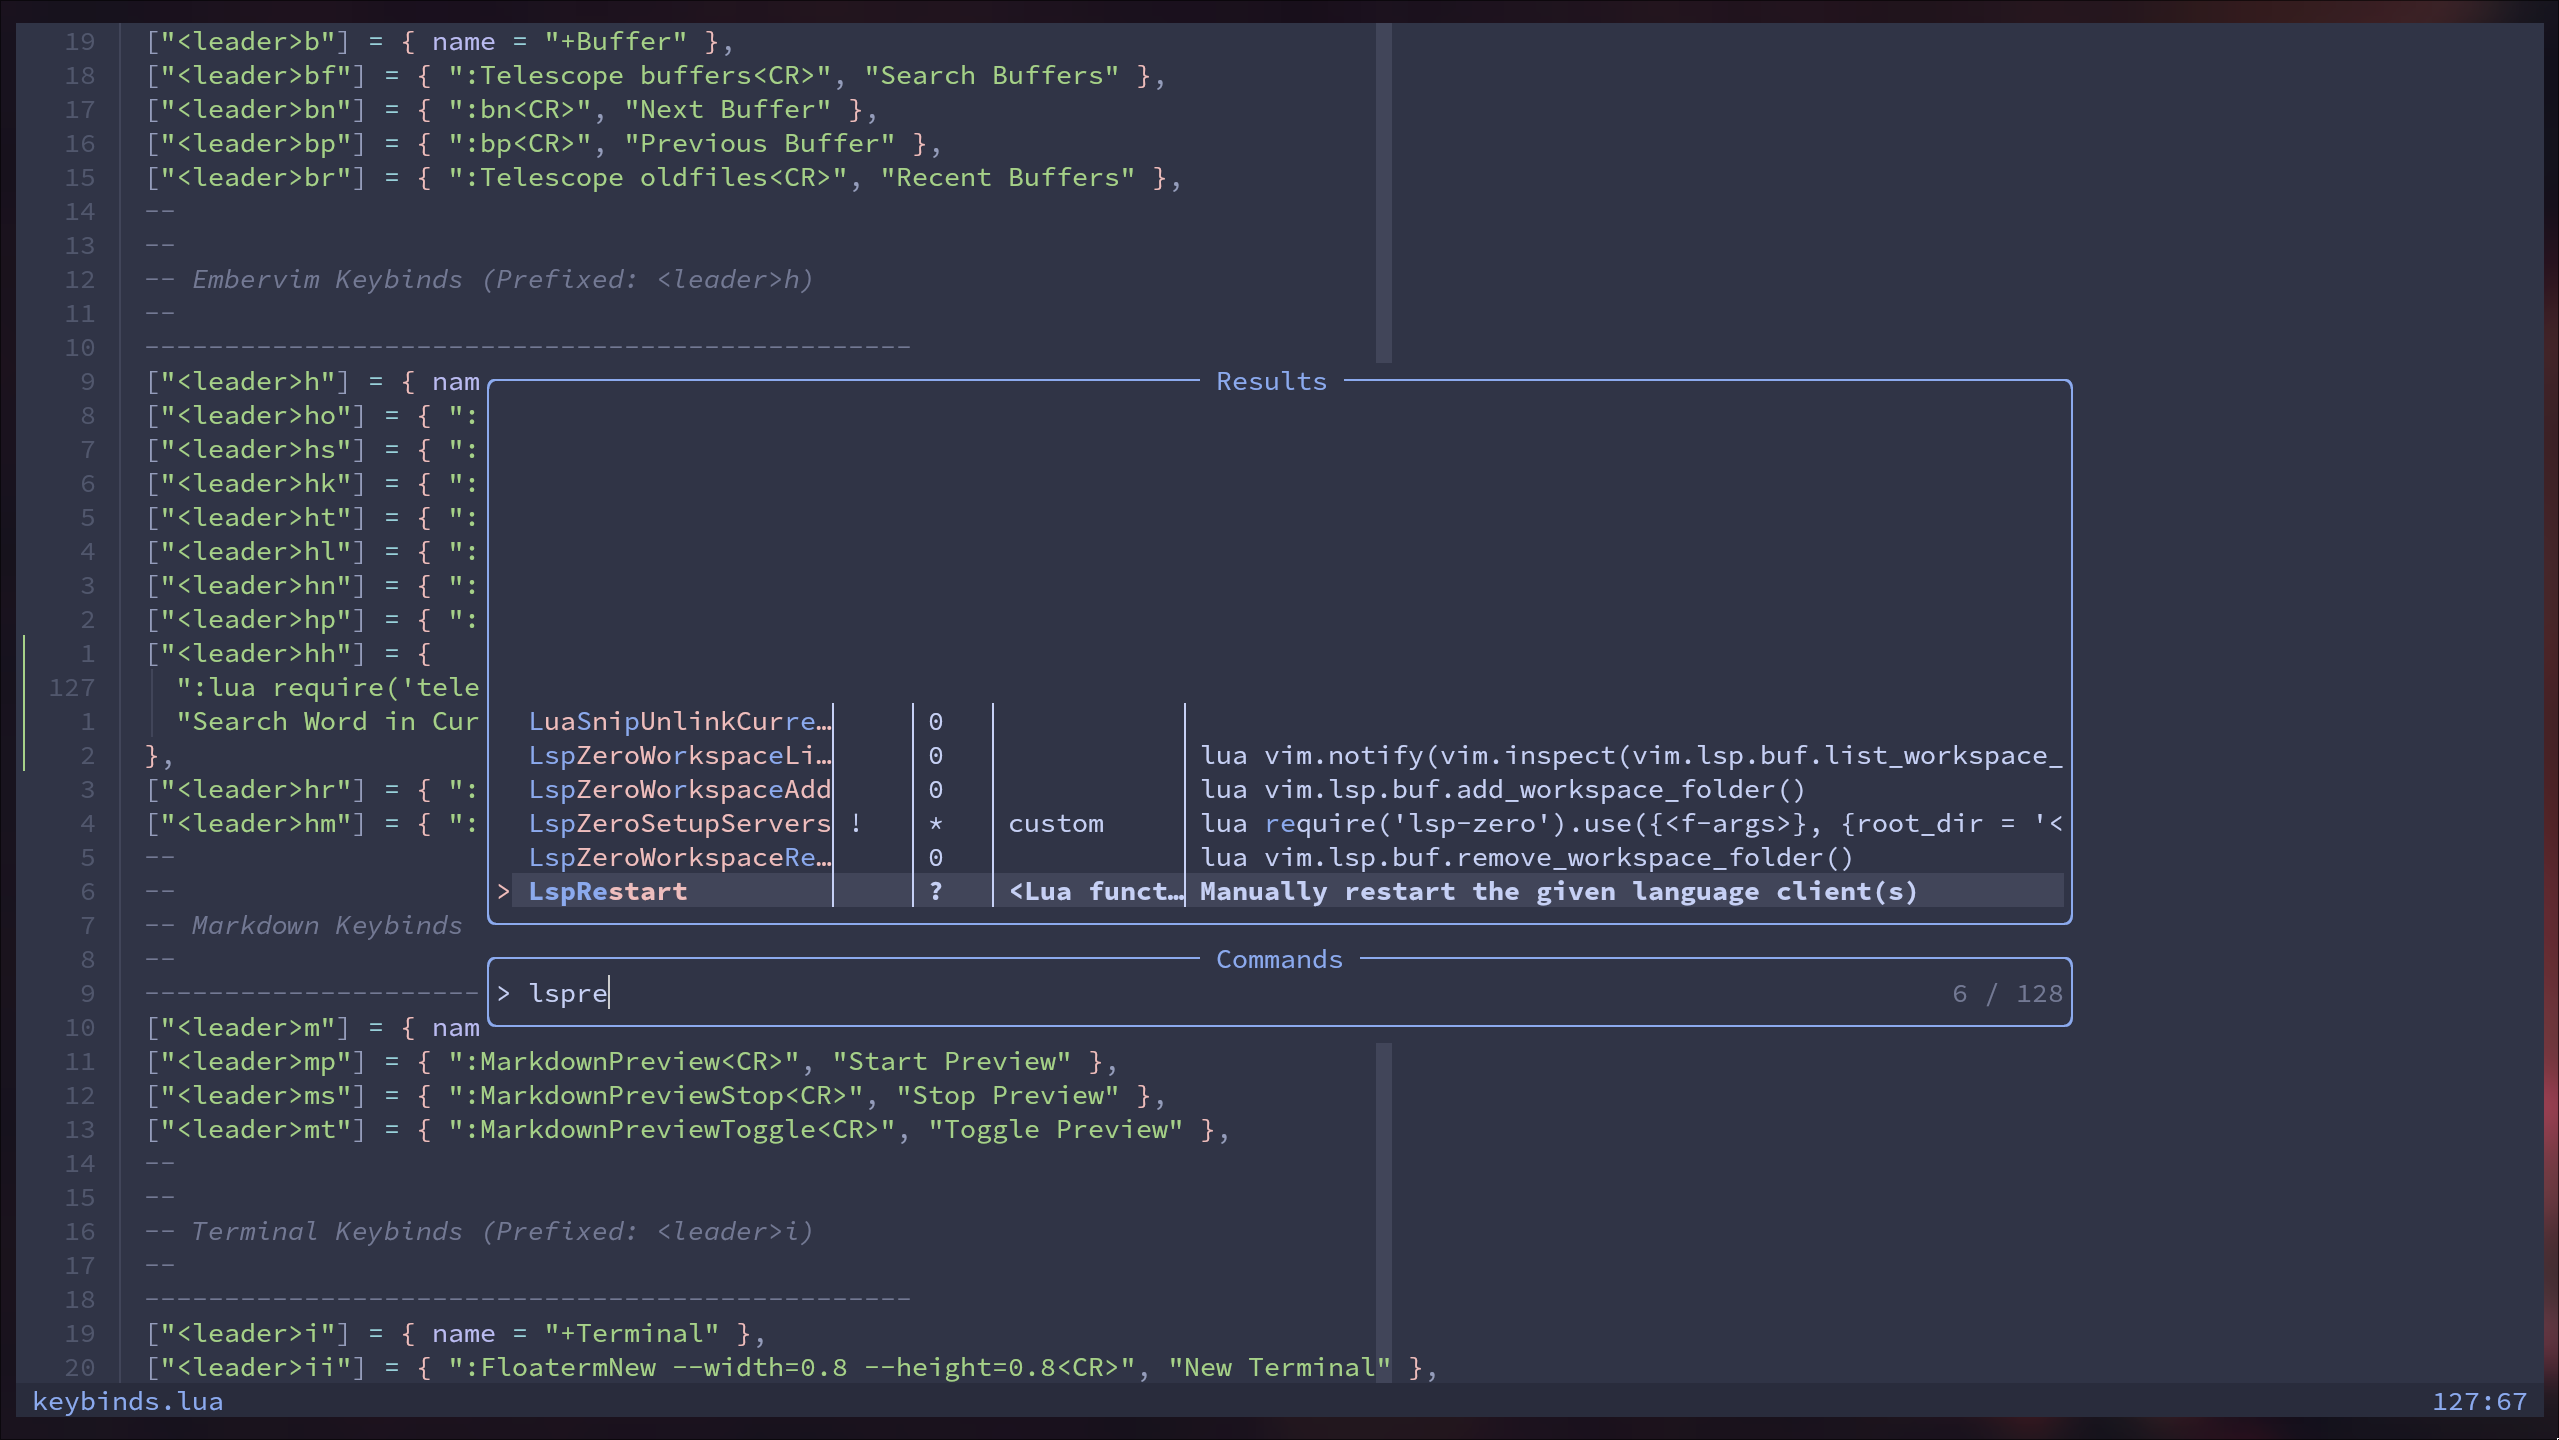 19 ["<leader>b"] = { name = "+Buffer" },
18 ["<leader>bf"] = { ":Telescope buffers<CR>", "Search Buffers" },
17 ["<leader>bn"] = { ":bn<CR>", "Next Buffer" },
16 ["<leader>bp"] = { ":bp<CR>", "Previous Buffer" },
15 ["<leader>br"] = { ":Telescope oldfiles<CR>", "Recent Buffers" },
14 --
13 --
12 -- Embervim Keybinds (Prefixed: <leader>h)
11 --
10 ------------------------------------------------
9 ["<leader>h"] = { nam
8 ["<leader>ho"] = { ":
7 ["<leader>hs"] = { ":
6 ["<leader>hk"] = { ":
5 ["<leader>ht"] = { ":
4 ["<leader>hl"] = { ":
3 ["<leader>hn"] = { ":
2 ["<leader>hp"] = { ":
1 ["<leader>hh"] = {
127 ":lua require('tele
1 "Search Word in Cur
2 },
3 ["<leader>hr"] = { ":
4 ["<leader>hm"] = { ":
5 --
6 --
7 -- Markdown Keybinds
8 --
9 ---------------------
10 ["<leader>m"] = { nam
Results
LuaSnipUnlinkCurre… 0
LspZeroWorkspaceLi… 0 lua vim.notify(vim.inspect(vim.lsp.buf.list_workspace_
LspZeroWorkspaceAdd 0 lua vim.lsp.buf.add_workspace_folder()
LspZeroSetupServers ! * custom lua require('lsp-zero').use({<f-args>}, {root_dir = '<
LspZeroWorkspaceRe… 0 lua vim.lsp.buf.remove_workspace_folder()
> LspRestart ? <Lua funct… Manually restart the given language client(s)
Commands
> lspre 6 / 128
11 ["<leader>mp"] = { ":MarkdownPreview<CR>", "Start Preview" },
12 ["<leader>ms"] = { ":MarkdownPreviewStop<CR>", "Stop Preview" },
13 ["<leader>mt"] = { ":MarkdownPreviewToggle<CR>", "Toggle Preview" },
14 --
15 --
16 -- Terminal Keybinds (Prefixed: <leader>i)
17 --
18 ------------------------------------------------
19 ["<leader>i"] = { name = "+Terminal" },
20 ["<leader>ii"] = { ":FloatermNew --width=0.8 --height=0.8<CR>", "New Terminal" },
keybinds.lua 127:67